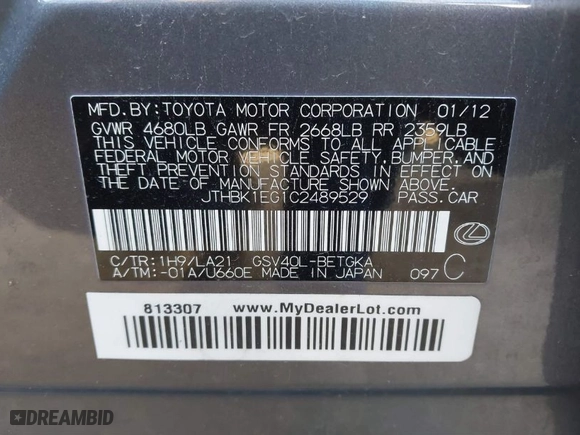 MFD.BY:TOYOTA MOTOR CORPORATION 01/12
GVWR 4680LB GAWR FR 2668LB RR 2359LB
THIS VEHICLE CONFORMS TO ALL APPLICABLE
FEDERAL MOTOR VEHICLE SAFETY, BUMPER, AND
THEFT PREVENTION STANDARDS IN EFFECT ON
THE DATE OF MANUFACTURE SHOWN ABOVE.
JTHBK1EG1C2489529 PASS.CAR
C/TR:1H9/LA21 GSV40L-BETGKA
A/TM:-01A/U660E MADE IN JAPAN 097 C
813307 www.MyDealerLot.com
DREAMBID